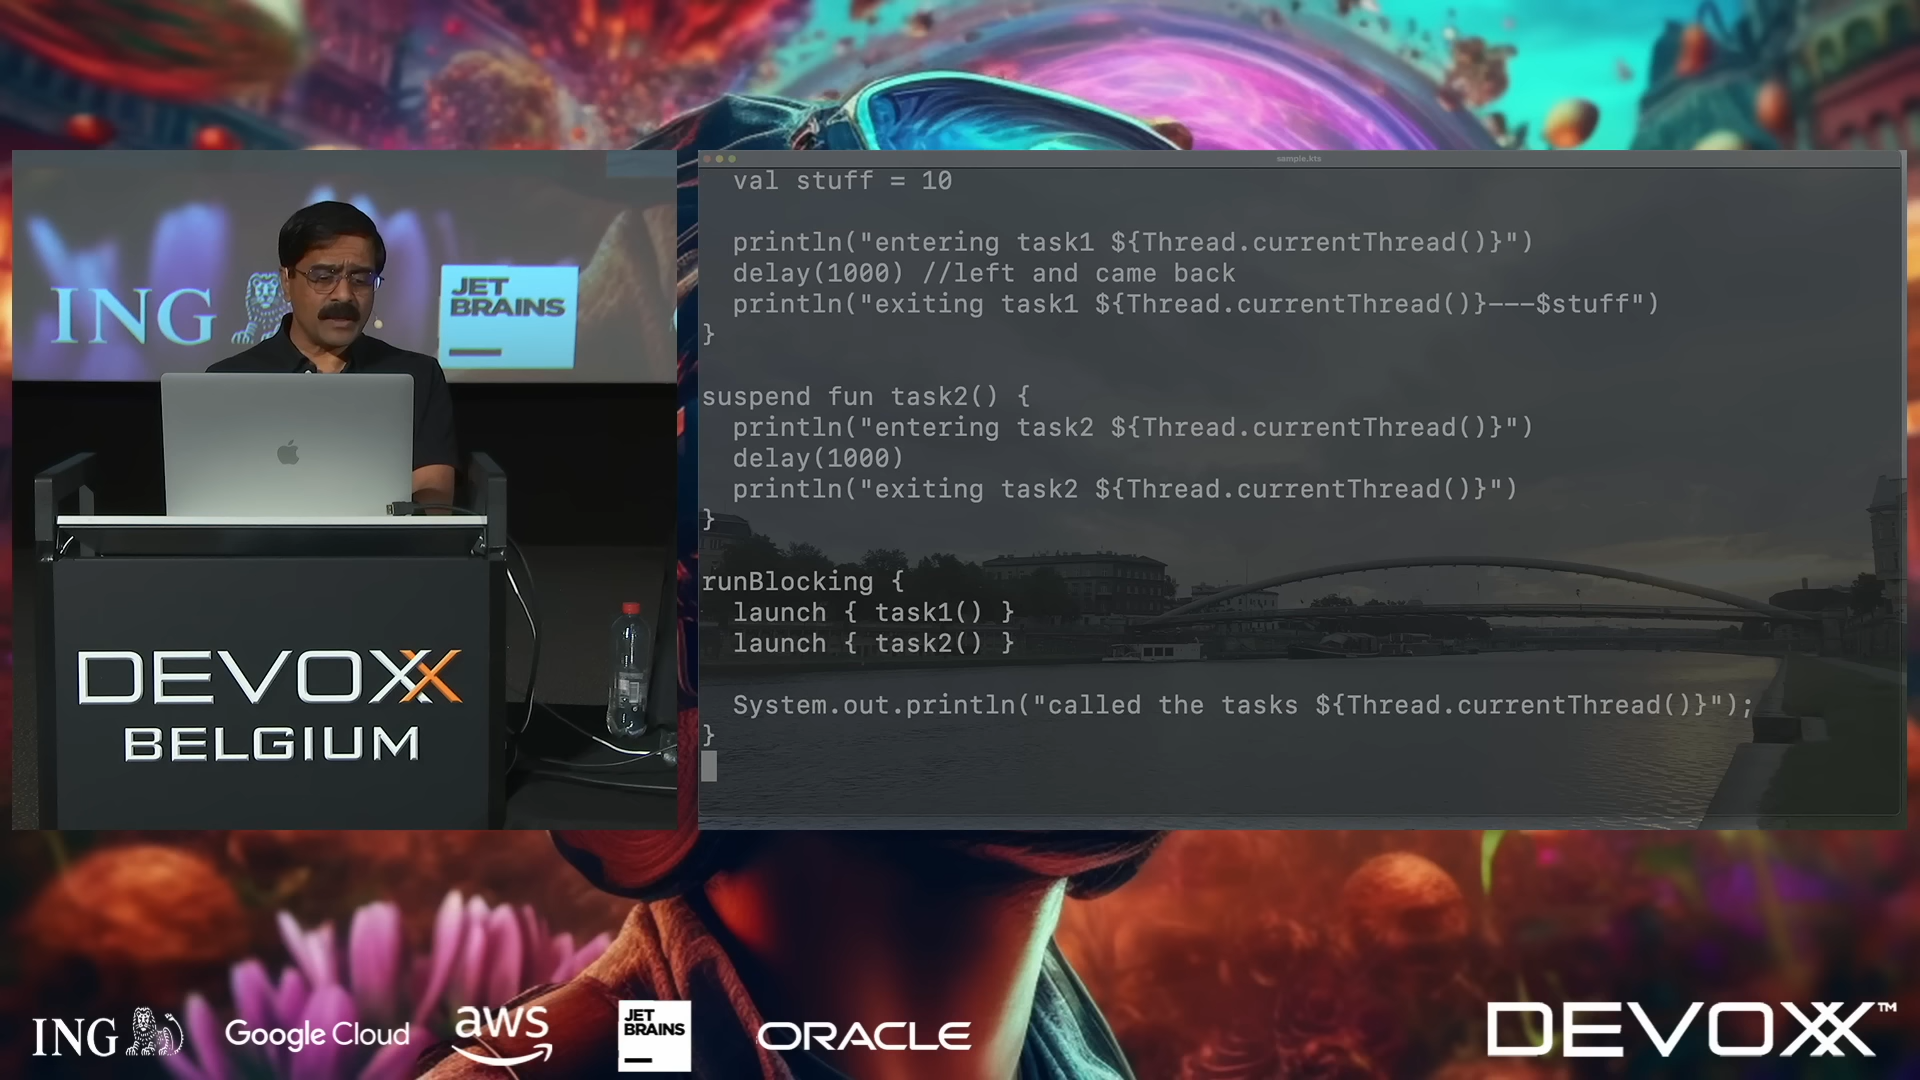 ING
JET
BRAINS
DEVOXX
BELGIUM
sample.kts
val stuff = 10
println("entering task1 ${Thread.currentThread()}")
delay(1000) //left and came back
println("exiting task1 ${Thread.currentThread()}---$stuff")
}
suspend fun task2() {
println("entering task2 ${Thread.currentThread()}")
delay(1000)
println("exiting task2 ${Thread.currentThread()}")
}
runBlocking {
launch { task1() }
launch { task2() }
System.out.println("called the tasks ${Thread.currentThread()}");
}
ING
Google Cloud
aws
JET
BRAINS
ORACLE
DEVOXX™